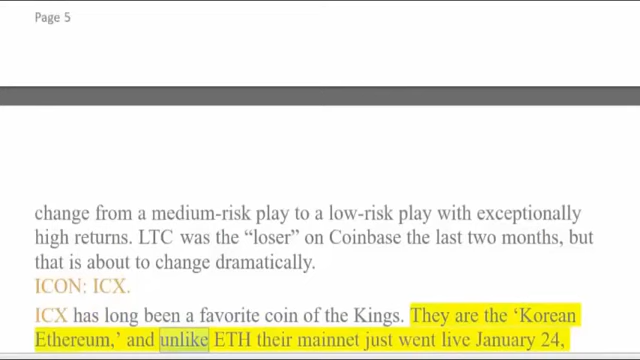 Page 5
change from a medium-risk play to a low-risk play with exceptionally
high returns. LTC was the “loser” on Coinbase the last two months, but
that is about to change dramatically.
ICON: ICX.
ICX has long been a favorite coin of the Kings. They are the ‘Korean
Ethereum,’ and unlike ETH their mainnet just went live January 24,